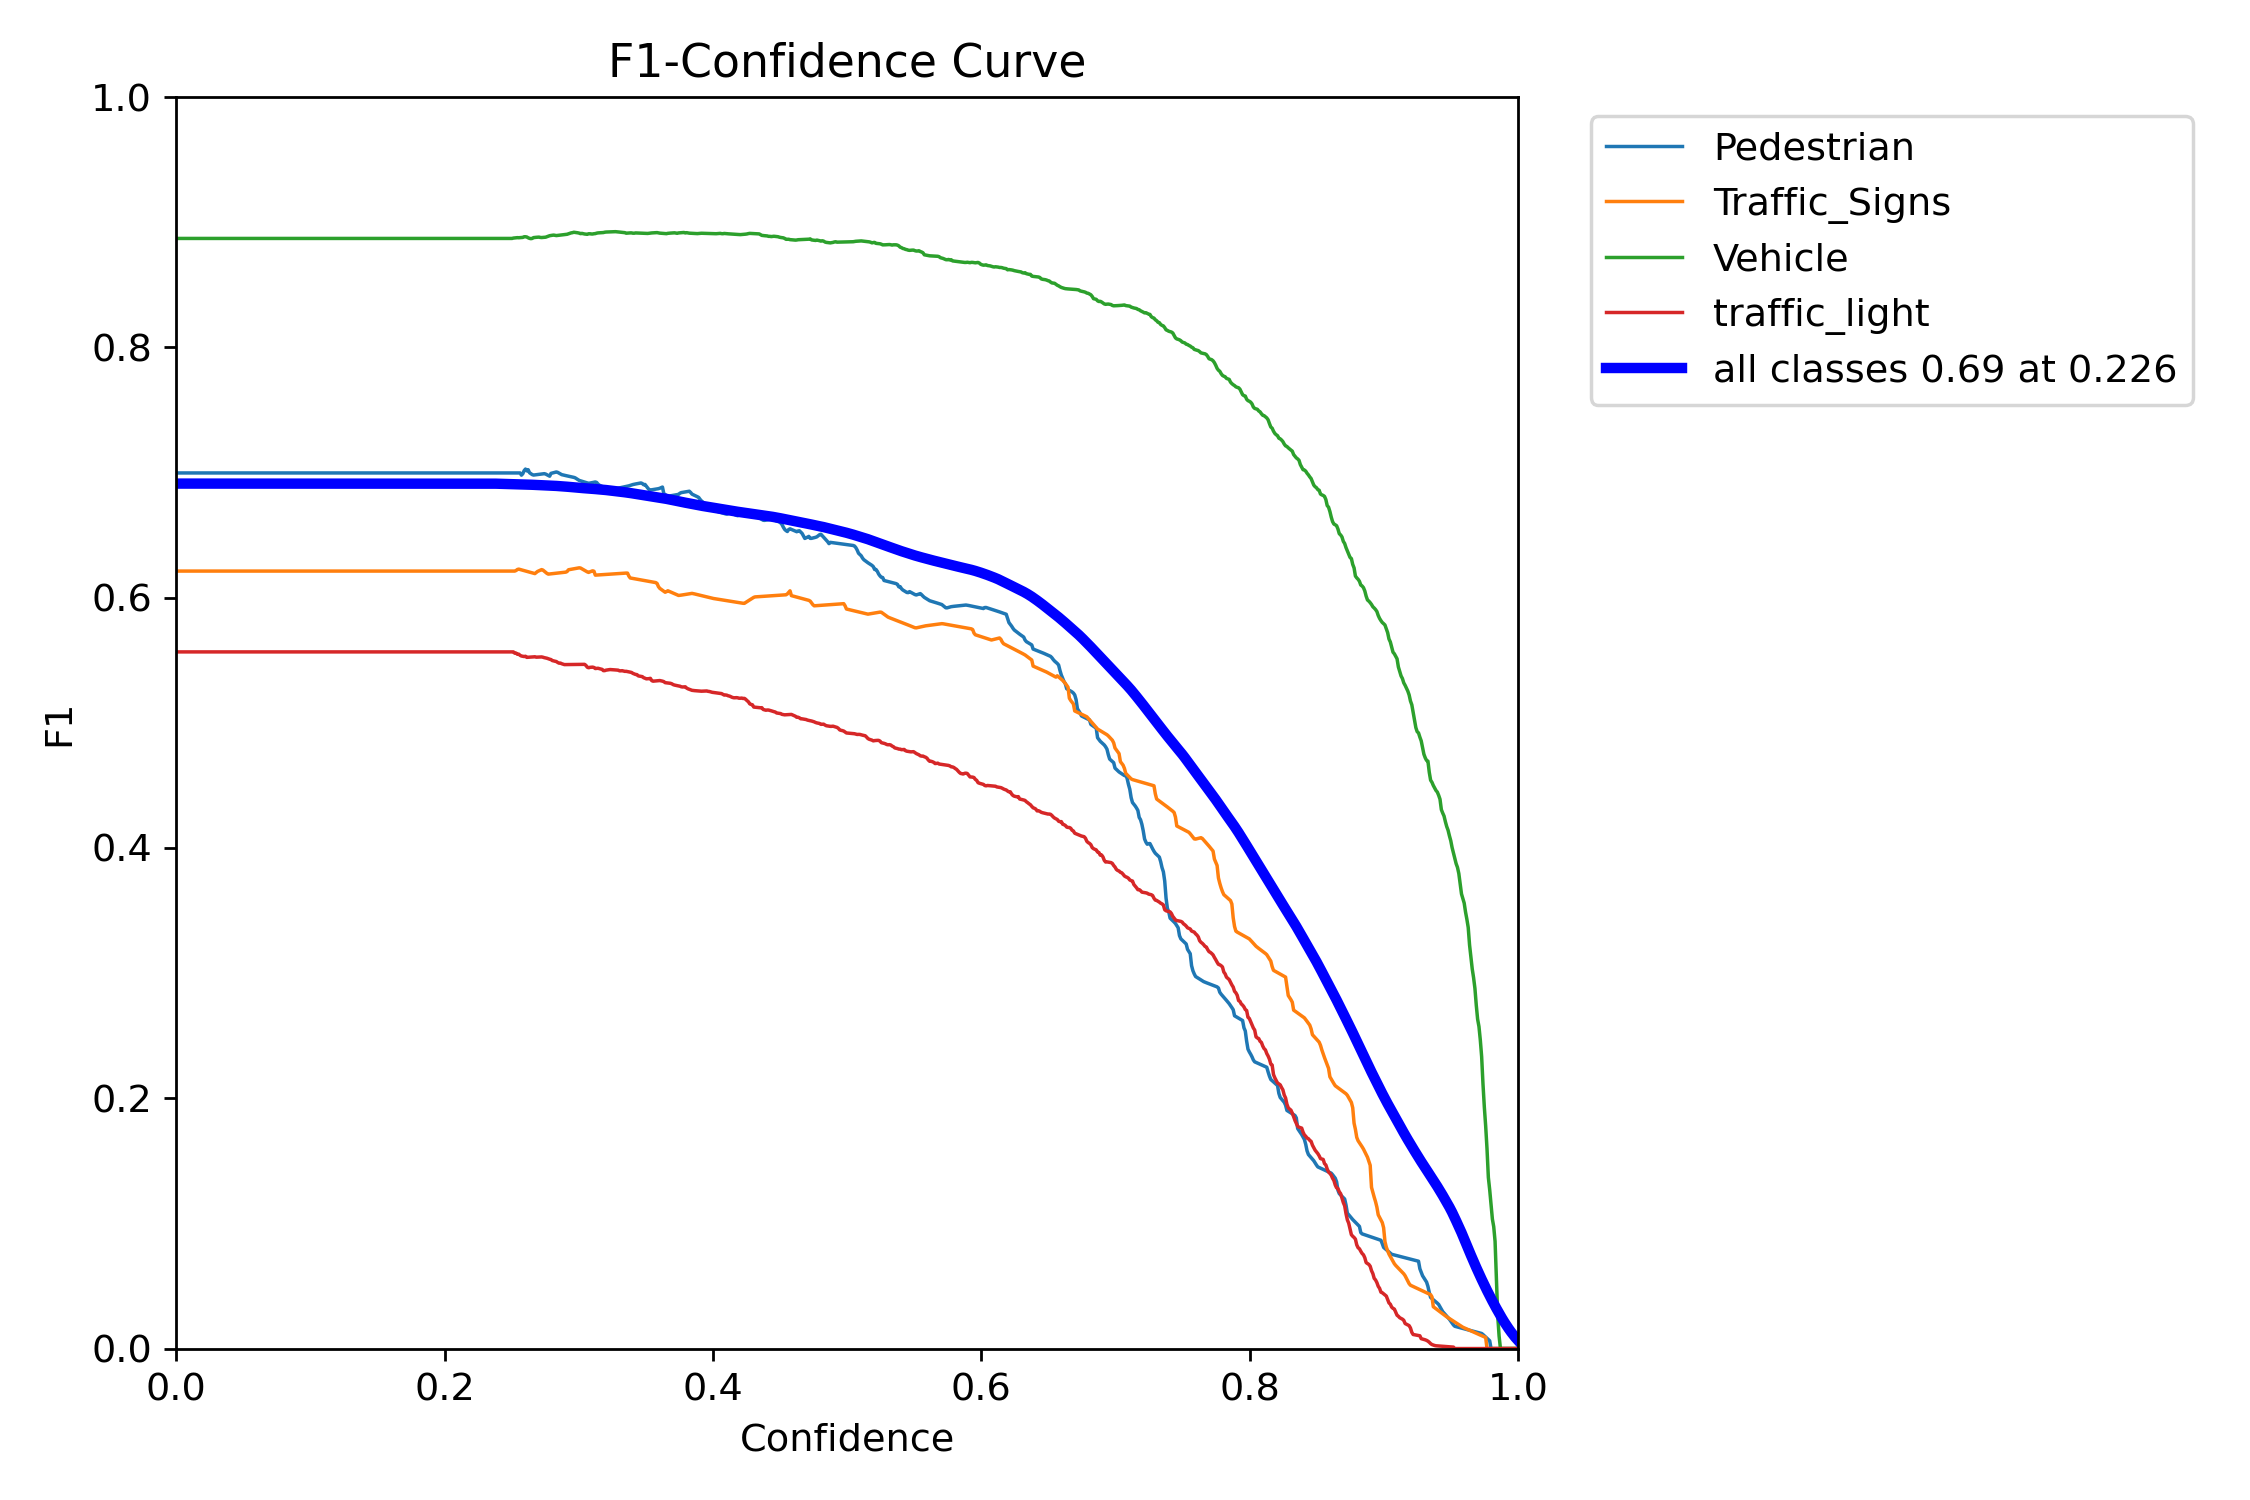 F1-Confidence Curve
1.0
0.8
0.6
0.4
0.2
0.0
F1
0.0 0.2 0.4 0.6 0.8 1.0
Confidence
Pedestrian
Traffic_Signs
Vehicle
traffic_light
all classes 0.69 at 0.226